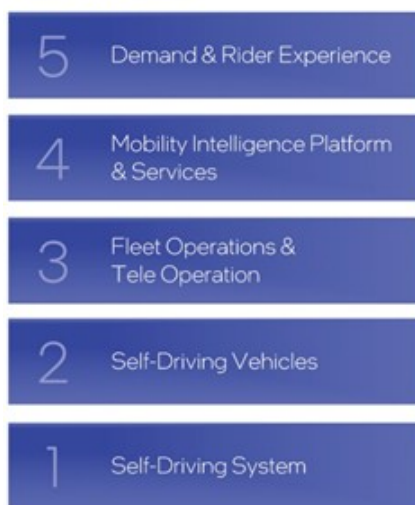 5 Demand & Rider Experience
4 Mobility Intelligence Platform
& Services
3 Fleet Operations &
Tele Operation
2 Self-Driving Vehicles
1 Self-Driving System